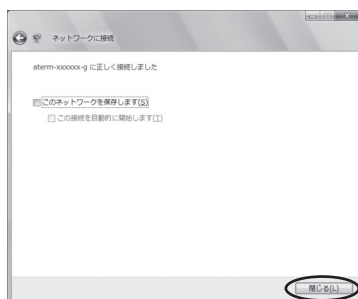 ネットワークに接続
aterm-xxxxxx-g に正しく接続しました
このネットワークを保存します(S)
この接続を自動的に開始します(T)
閉じる(L)